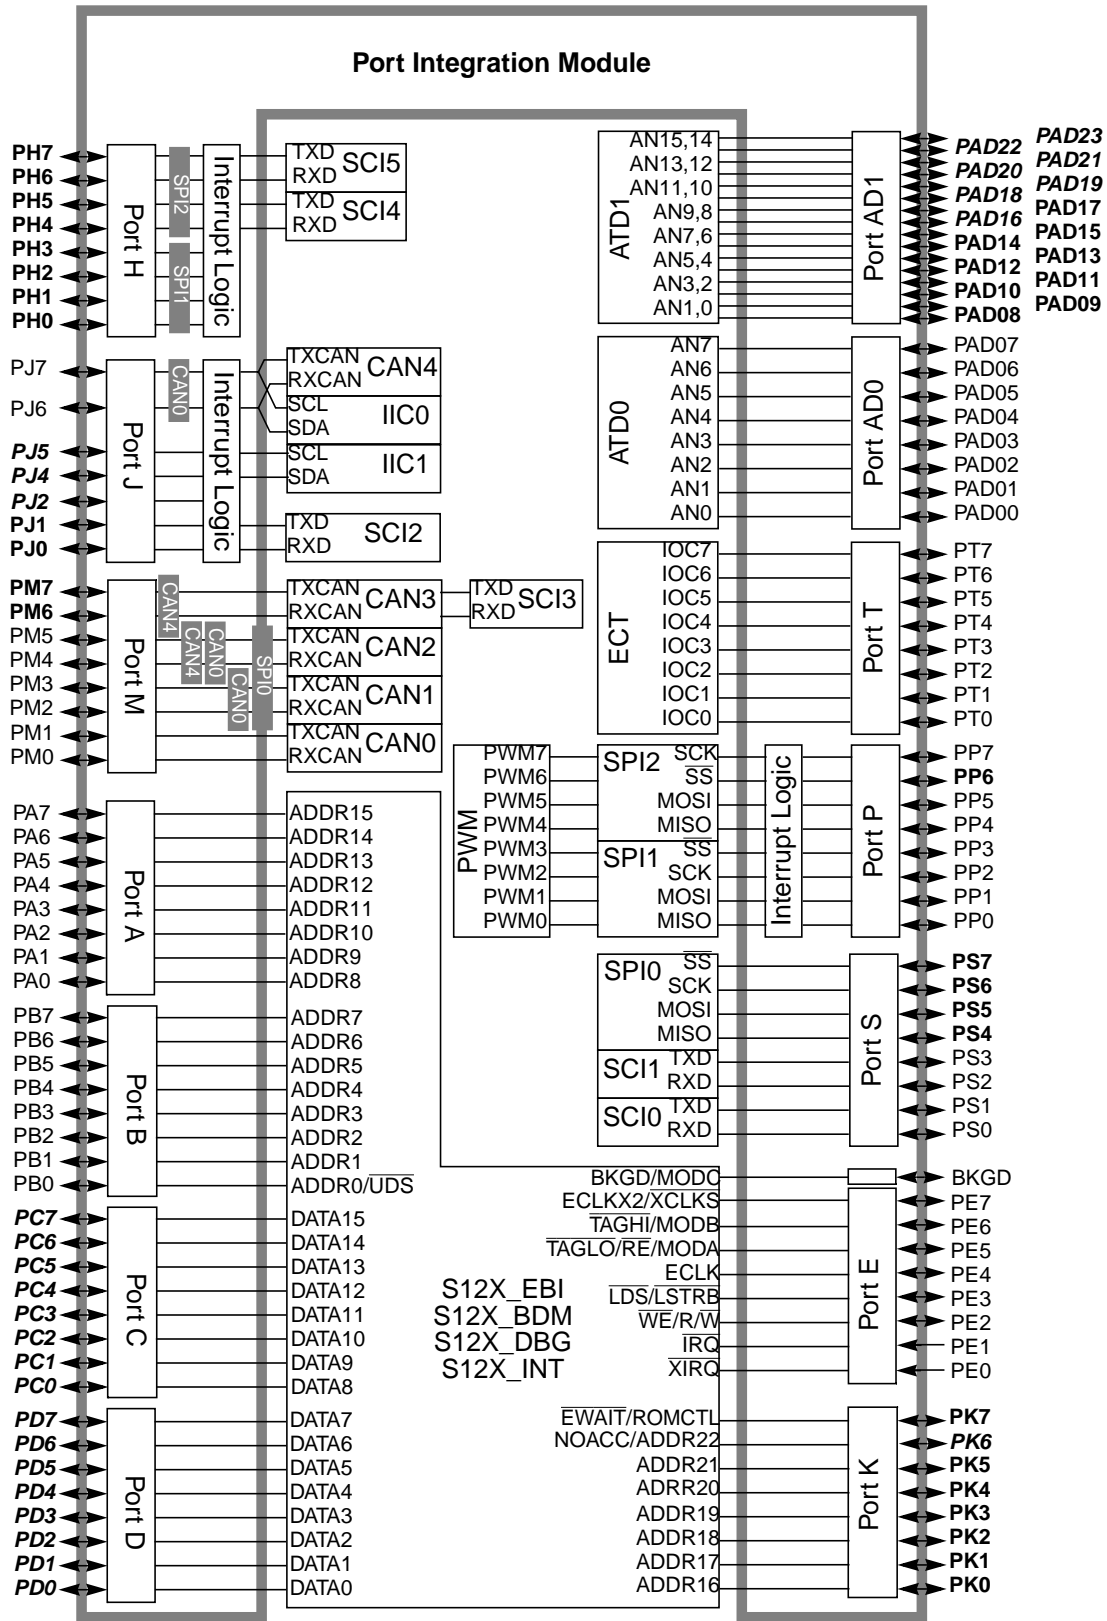 Port Integration Module
PH7
PH6
PH5
PH4
PH3
PH2
PH1
PH0
Port H
SPI2
SPI1
Interrupt Logic
TXD
RXD
SCI5
TXD
RXD
SCI4
PJ7
PJ6
PJ5
PJ4
PJ2
PJ1
PJ0
Port J
CAN0
Interrupt Logic
TXCAN
RXCAN
CAN4
SCL
SDA
IIC0
SCL
SDA
IIC1
TXD
RXD
SCI2
PM7
PM6
PM5
PM4
PM3
PM2
PM1
PM0
Port M
CAN4
CAN4
CAN0
CAN0
SPI0
TXCAN
RXCAN
CAN3
TXD
RXD
SCI3
TXCAN
RXCAN
CAN2
TXCAN
RXCAN
CAN1
TXCAN
RXCAN
CAN0
PA7
PA6
PA5
PA4
PA3
PA2
PA1
PA0
Port A
ADDR15
ADDR14
ADDR13
ADDR12
ADDR11
ADDR10
ADDR9
ADDR8
PB7
PB6
PB5
PB4
PB3
PB2
PB1
PB0
Port B
ADDR7
ADDR6
ADDR5
ADDR4
ADDR3
ADDR2
ADDR1
ADDR0/UDS
PC7
PC6
PC5
PC4
PC3
PC2
PC1
PC0
Port C
DATA15
DATA14
DATA13
DATA12
DATA11
DATA10
DATA9
DATA8
PD7
PD6
PD5
PD4
PD3
PD2
PD1
PD0
Port D
DATA7
DATA6
DATA5
DATA4
DATA3
DATA2
DATA1
DATA0
S12X_EBI
S12X_BDM
S12X_DBG
S12X_INT
ATD1
AN15,14
AN13,12
AN11,10
AN9,8
AN7,6
AN5,4
AN3,2
AN1,0
Port AD1
PAD23
PAD22
PAD21
PAD20
PAD19
PAD18
PAD17
PAD16
PAD15
PAD14
PAD13
PAD12
PAD11
PAD10
PAD09
PAD08
ATD0
AN7
AN6
AN5
AN4
AN3
AN2
AN1
AN0
Port AD0
PAD07
PAD06
PAD05
PAD04
PAD03
PAD02
PAD01
PAD00
ECT
IOC7
IOC6
IOC5
IOC4
IOC3
IOC2
IOC1
IOC0
Port T
PT7
PT6
PT5
PT4
PT3
PT2
PT1
PT0
PWM
PWM7
PWM6
PWM5
PWM4
PWM3
PWM2
PWM1
PWM0
SPI2
SCK
SS
MOSI
MISO
SPI1
SS
SCK
MOSI
MISO
Interrupt Logic
Port P
PP7
PP6
PP5
PP4
PP3
PP2
PP1
PP0
SPI0
SS
SCK
MOSI
MISO
SCI1
TXD
RXD
SCI0
TXD
RXD
Port S
PS7
PS6
PS5
PS4
PS3
PS2
PS1
PS0
BKGD/MODC
BKGD
ECLKX2/XCLKS
TAGHI/MODB
TAGLO/RE/MODA
ECLK
LDS/LSTRB
WE/R/W
IRQ
XIRQ
Port E
PE7
PE6
PE5
PE4
PE3
PE2
PE1
PE0
EWAIT/ROMCTL
NOACC/ADDR22
ADDR21
ADRR20
ADDR19
ADDR18
ADDR17
ADDR16
Port K
PK7
PK6
PK5
PK4
PK3
PK2
PK1
PK0